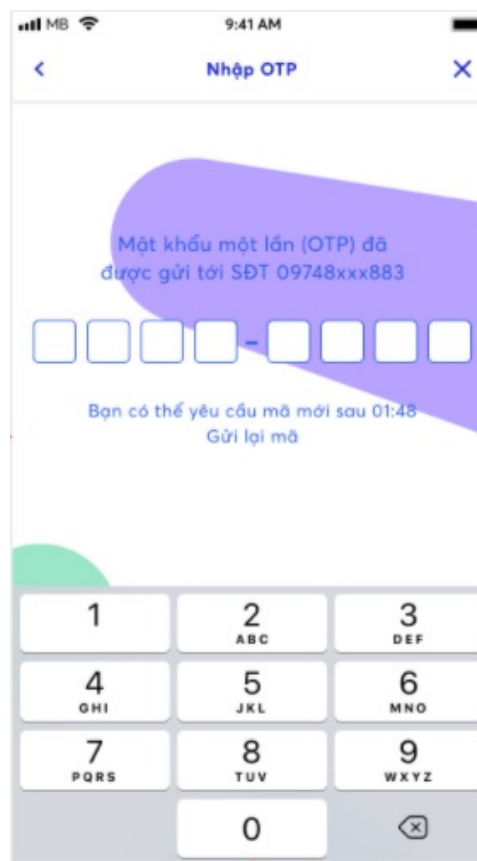 MB 9:41 AM
Nhập OTP
Mật khẩu một lần (OTP) đã
được gửi tới SĐT 09748xxx883
-
Bạn có thể yêu cầu mã mới sau 01:48
Gửi lại mã
1 2 3
ABC DEF
4 5 6
GHI JKL MNO
7 8 9
PQRS TUV WXYZ
0